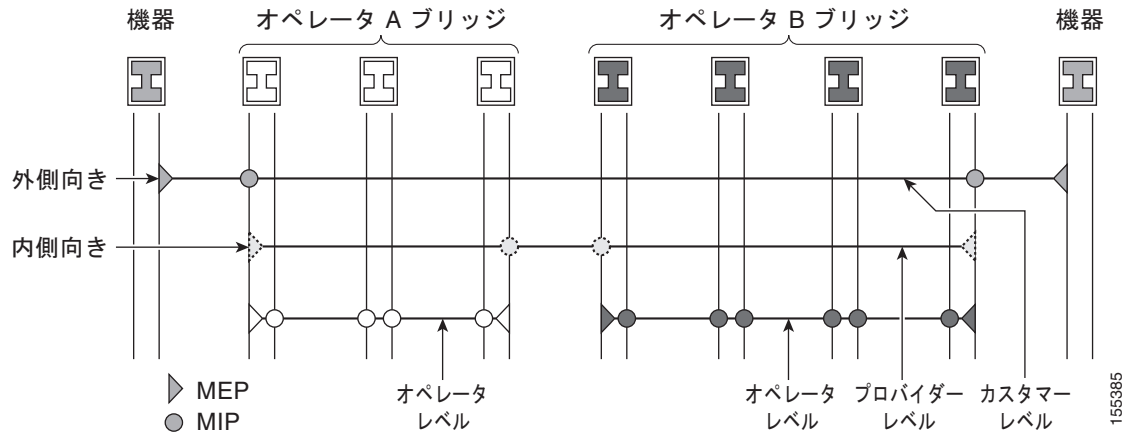 機器
オペレータ A ブリッジ
オペレータ B ブリッジ
機器
外側向き
内側向き
MEP
MIP
オペレータ
レベル
オペレータ
レベル
プロバイダー
レベル
カスタマー
レベル
155385